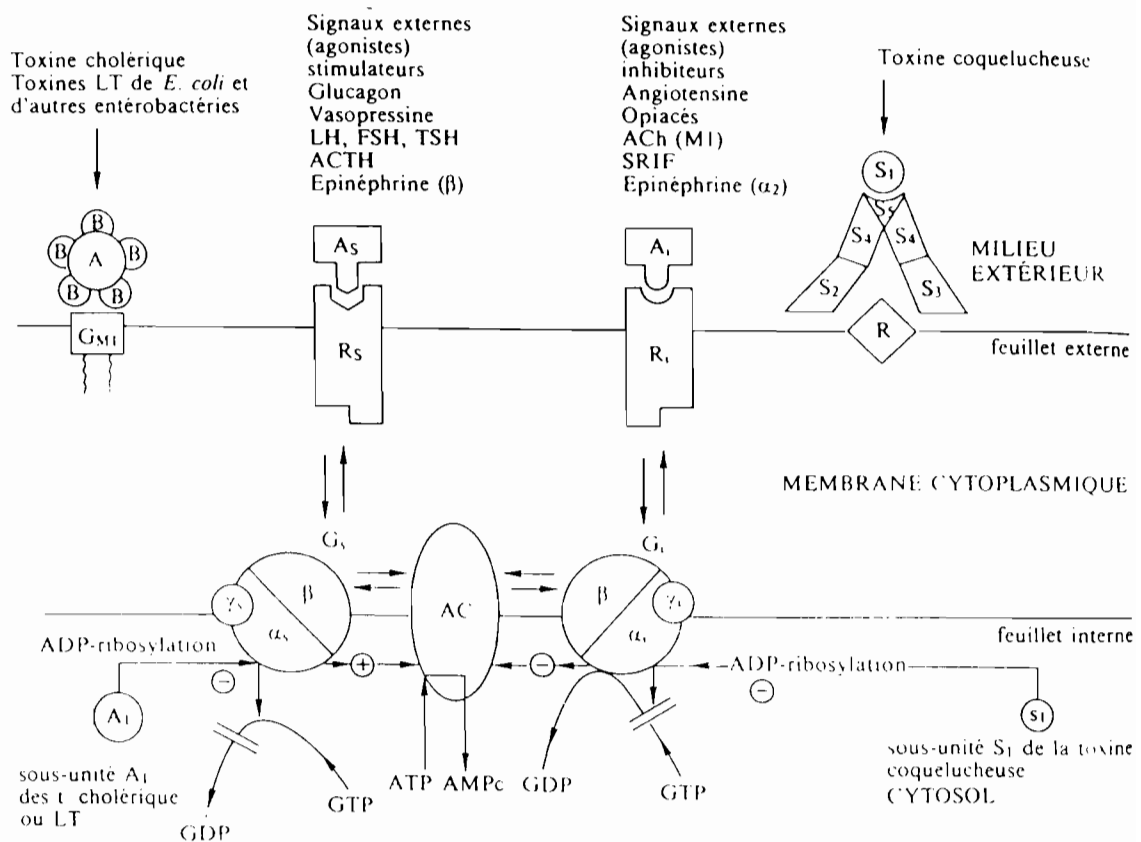 Toxine cholérique
Toxines LT de E. coli et
d'autres entérobactéries
Signaux externes
(agonistes)
stimulateurs
Glucagon
Vasopressine
LH, FSH, TSH
ACTH
Epinéphrine (β)
Signaux externes
(agonistes)
inhibiteurs
Angiotensine
Opiacés
ACh (M1)
SRIF
Epinéphrine (α2)
Toxine coquelucheuse
B
B
B
A
B
B
GM1
AS
RS
Ai
Ri
S1
S5
S4
S4
S2
S3
R
MILIEU
EXTÉRIEUR
feuillet externe
MEMBRANE CYTOPLASMIQUE
Gs
Gi
γs
β
αs
AC
β
αi
γi
feuillet interne
ADP-ribosylation
ADP-ribosylation
−
+
−
−
A1
S1
sous-unité A1
des t cholérique
ou LT
GDP
GTP
ATP
AMPc
GDP
GTP
sous-unité S1 de la toxine
coquelucheuse
CYTOSOL